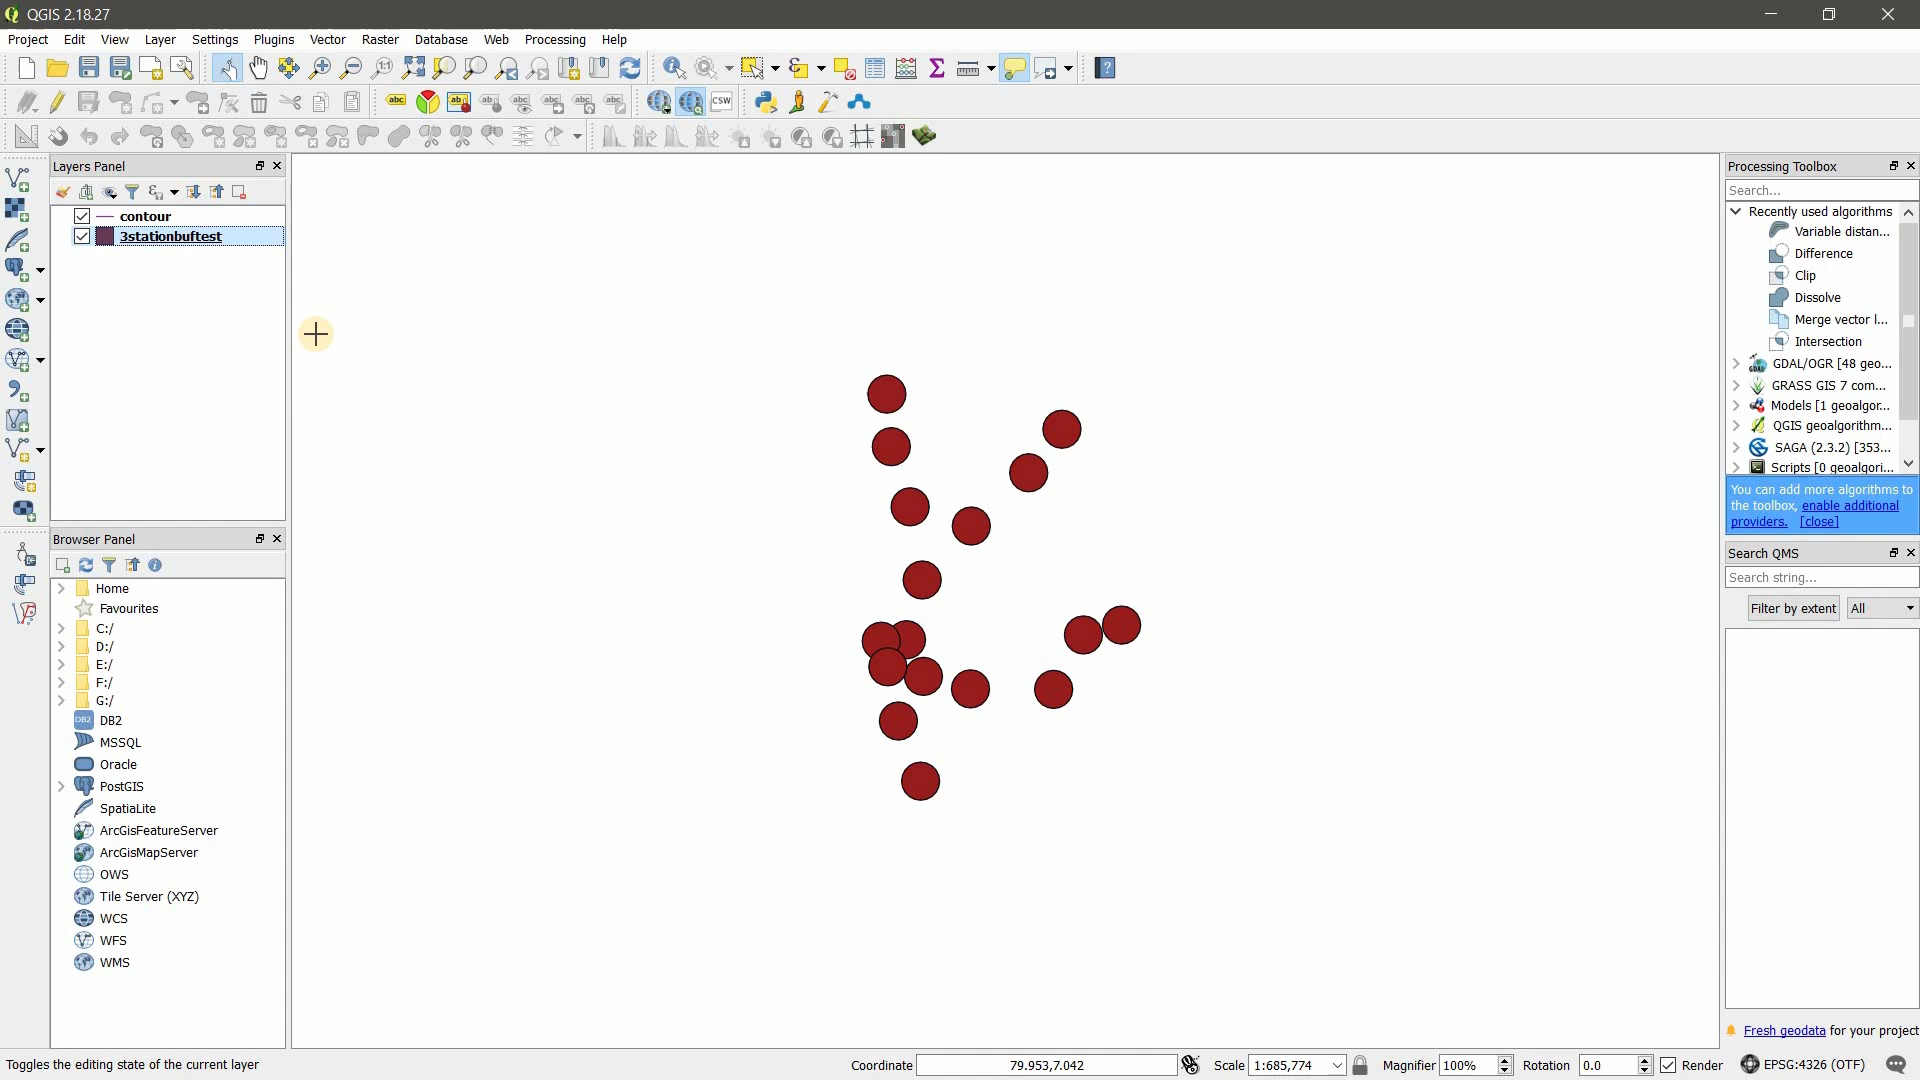 QGIS 2.18.27
Project Edit View Layer Settings Plugins Vector Raster Database Web Processing Help
1:1
abc ab CSW
Layers Panel
contour
3stationbuftest
Browser Panel
Home
Favourites
C:/
D:/
E:/
F:/
G:/
DB2 DB2
MSSQL
Oracle
PostGIS
SpatiaLite
ArcGisFeatureServer
ArcGisMapServer
OWS
Tile Server (XYZ)
WCS
WFS
WMS
Processing Toolbox
Search...
Recently used algorithms
Variable distan...
Difference
Clip
Dissolve
Merge vector l...
Intersection
GDAL/OGR [48 geo...
GRASS GIS 7 com...
Models [1 geoalgor...
QGIS geoalgorithm...
SAGA (2.3.2) [353...
Scripts [0 geoalgori...
You can add more algorithms to
the toolbox, enable additional
providers. [close]
Search QMS
Search string...
Filter by extent All
Fresh geodata for your project
Toggles the editing state of the current layer Coordinate 79.953,7.042 Scale 1:685,774 Magnifier 100% Rotation 0.0 Render EPSG:4326 (OTF)